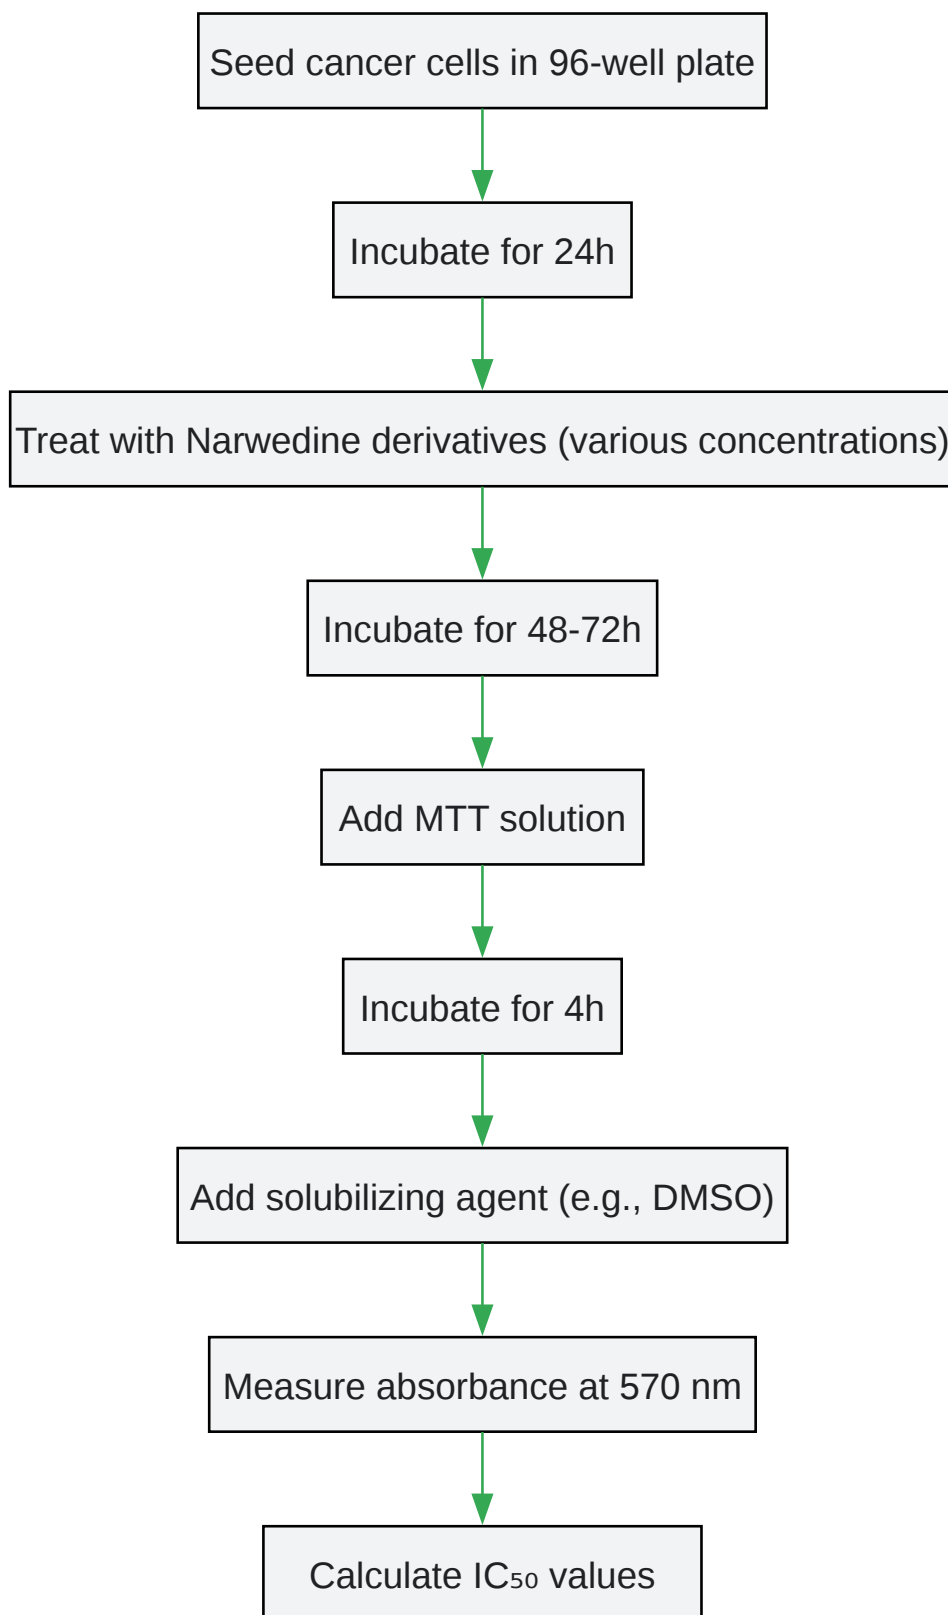 Seed cancer cells in 96-well plate
Incubate for 24h
Treat with Narwedine derivatives (various concentrations)
Incubate for 48-72h
Add MTT solution
Incubate for 4h
Add solubilizing agent (e.g., DMSO)
Measure absorbance at 570 nm
Calculate IC₅₀ values